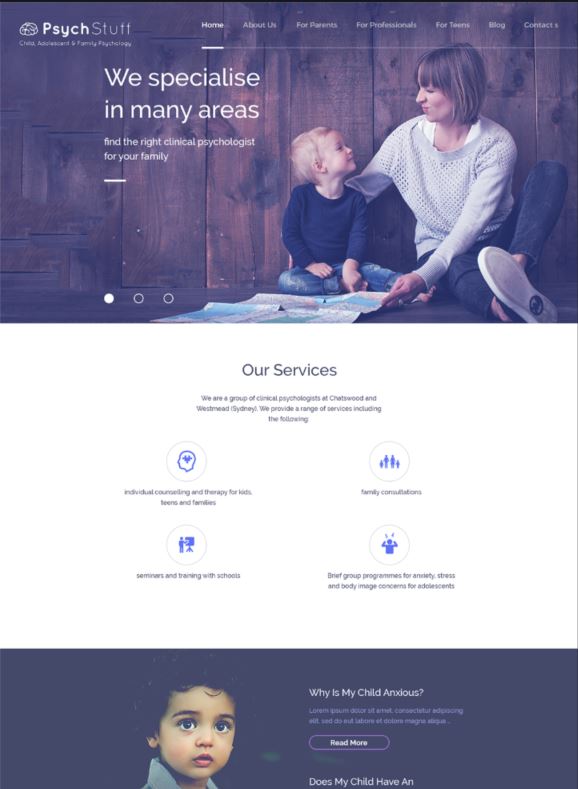 PsychStuff
Child, Adolescent & Family Psychology
Home About Us For Parents For Professionals For Teens Blog Contact s
We specialise
in many areas
find the right clinical psychologist
for your family
Our Services
We are a group of clinical psychologists at Chatswood and
Westmead (Sydney). We provide a range of services including
the following:
individual counselling and therapy for kids,
teens and families
family consultations
seminars and training with schools
Brief group programmes for anxiety, stress
and body image concerns for adolescents
Why Is My Child Anxious?
Lorem ipsum dolor sit amet, consectetur adipiscing
elit, sed do eut labore et dolore magna aliqua ...
Read More
Does My Child Have An